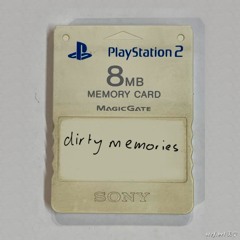 PlayStation 2
8MB
MEMORY CARD
MAGICGATE
dirty memories
SONY